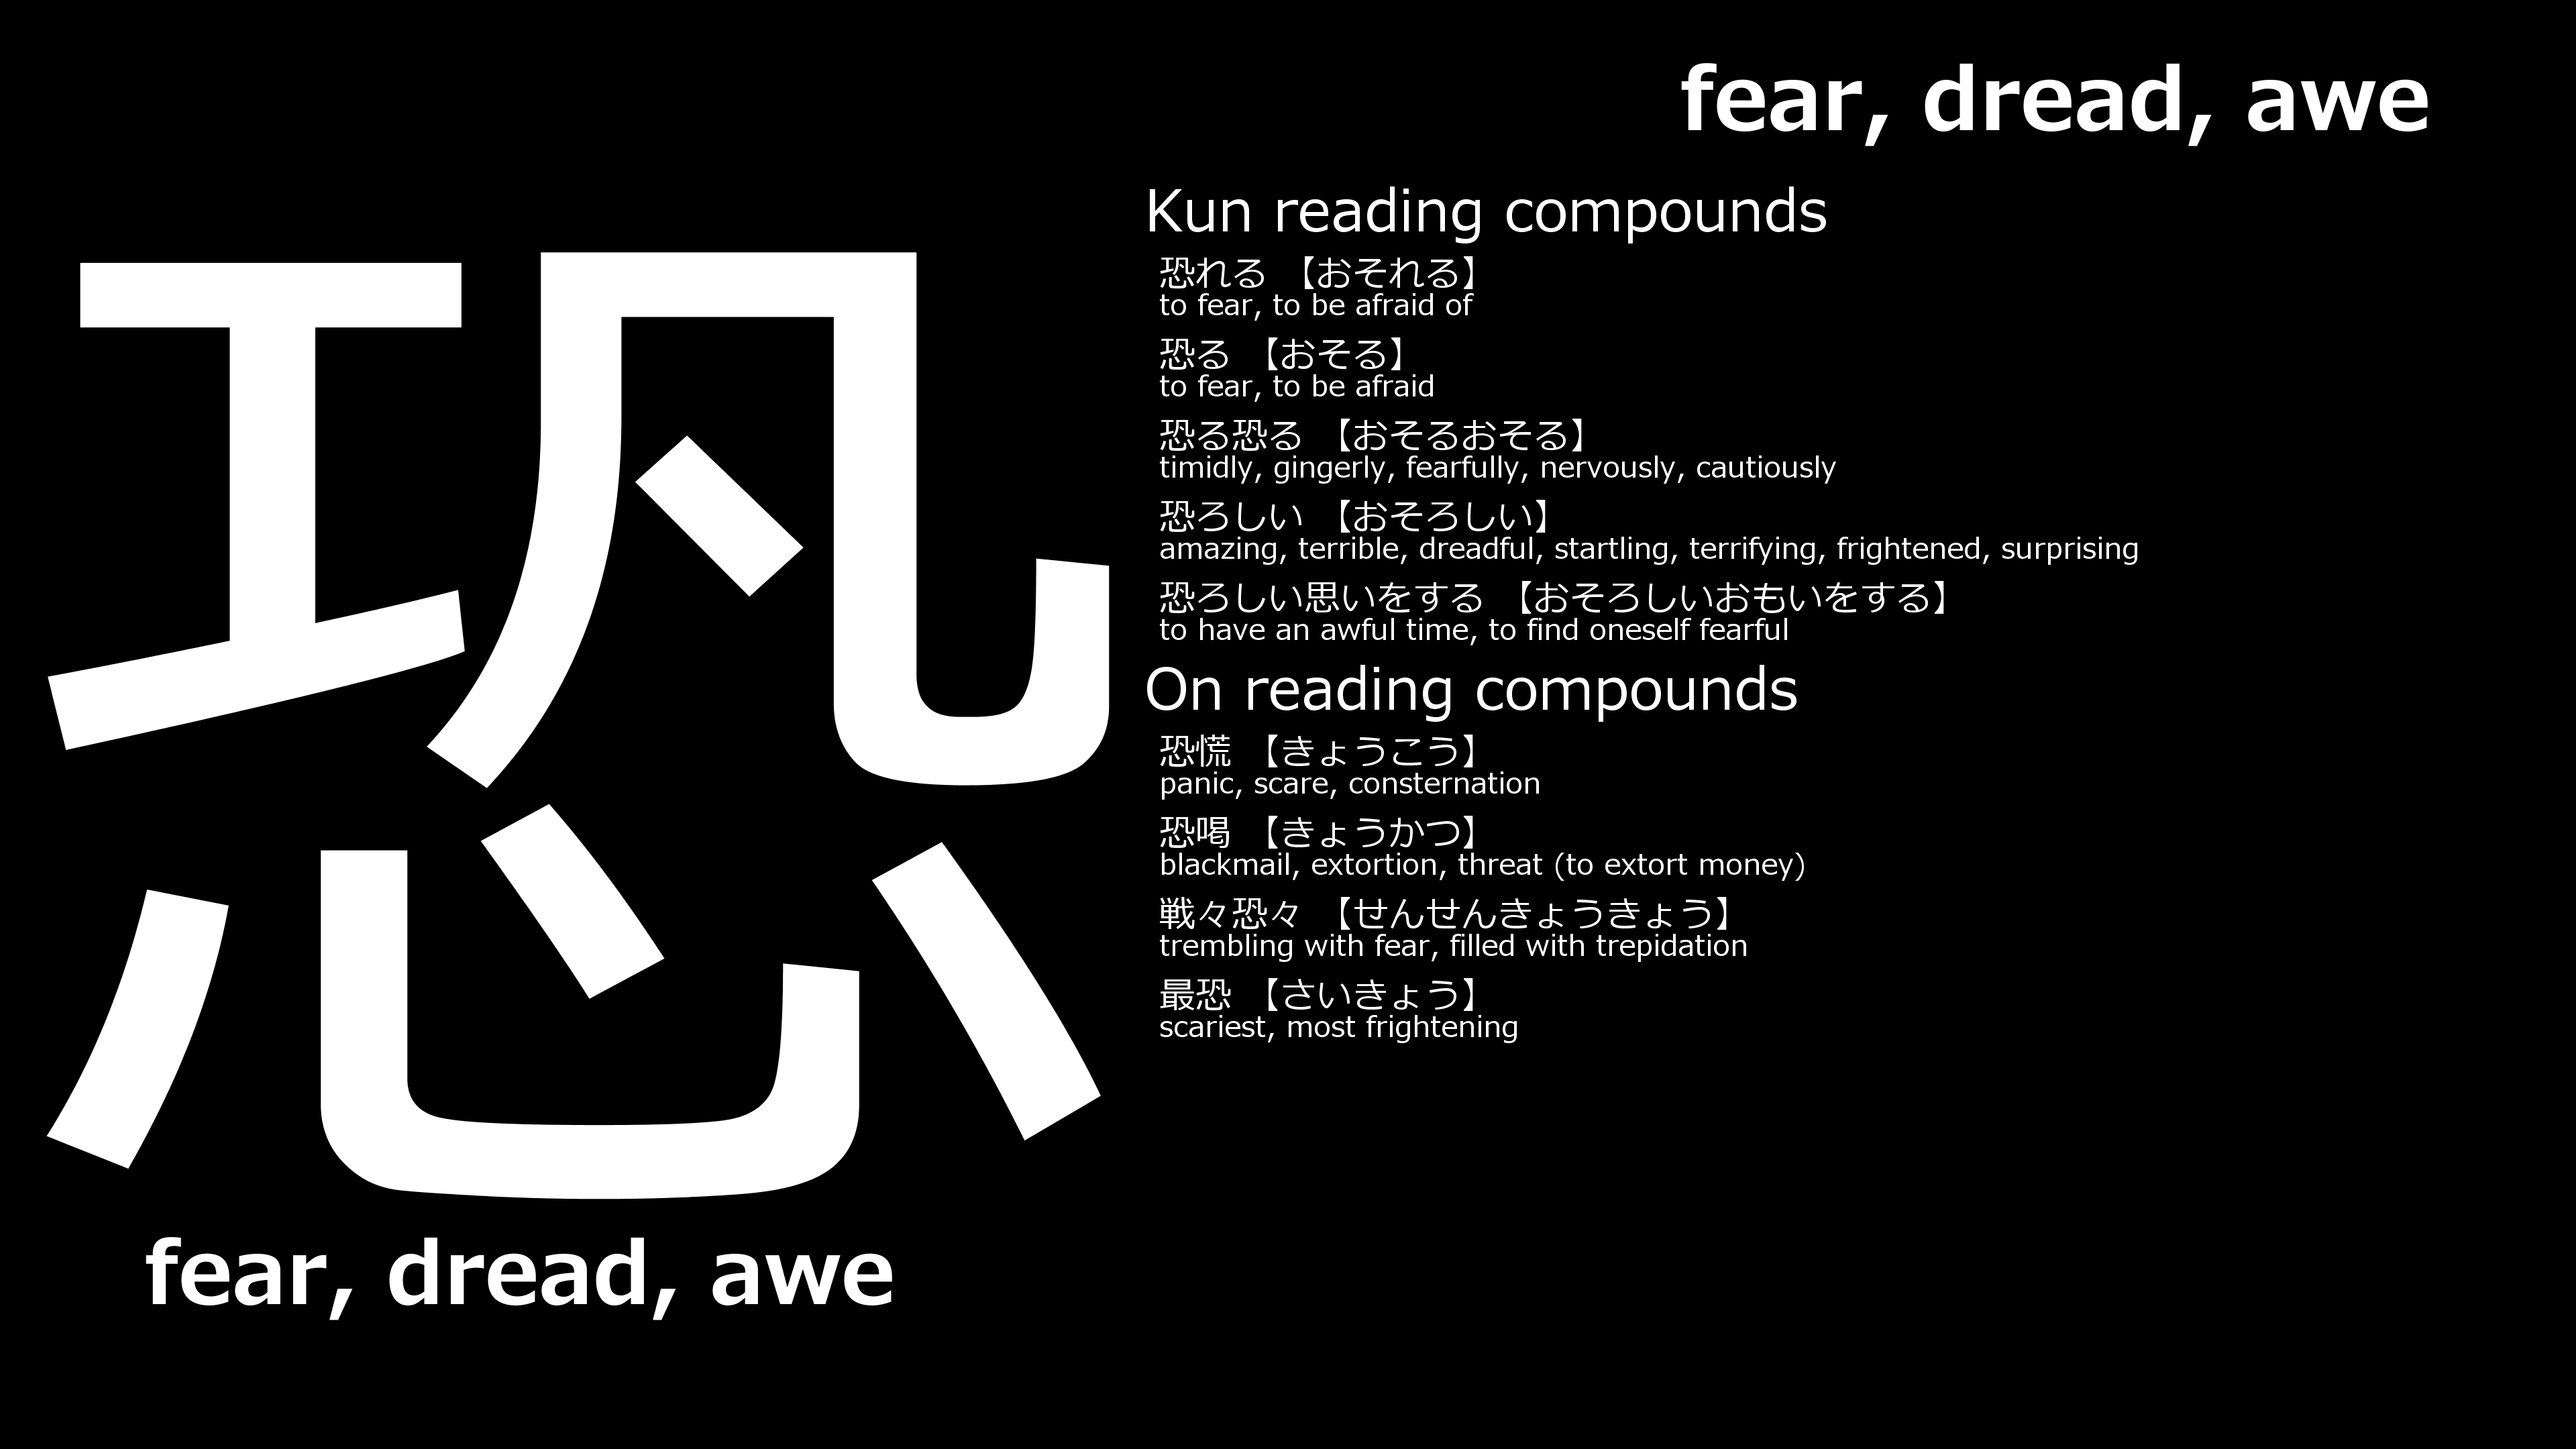 fear, dread, awe
恐
fear, dread, awe
Kun reading compounds
恐れる 【おそれる】
to fear, to be afraid of
恐る 【おそる】
to fear, to be afraid
恐る恐る 【おそるおそる】
timidly, gingerly, fearfully, nervously, cautiously
恐ろしい 【おそろしい】
amazing, terrible, dreadful, startling, terrifying, frightened, surprising
恐ろしい思いをする 【おそろしいおもいをする】
to have an awful time, to find oneself fearful
On reading compounds
恐慌 【きょうこう】
panic, scare, consternation
恐喝 【きょうかつ】
blackmail, extortion, threat (to extort money)
戦々恐々 【せんせんきょうきょう】
trembling with fear, filled with trepidation
最恐 【さいきょう】
scariest, most frightening